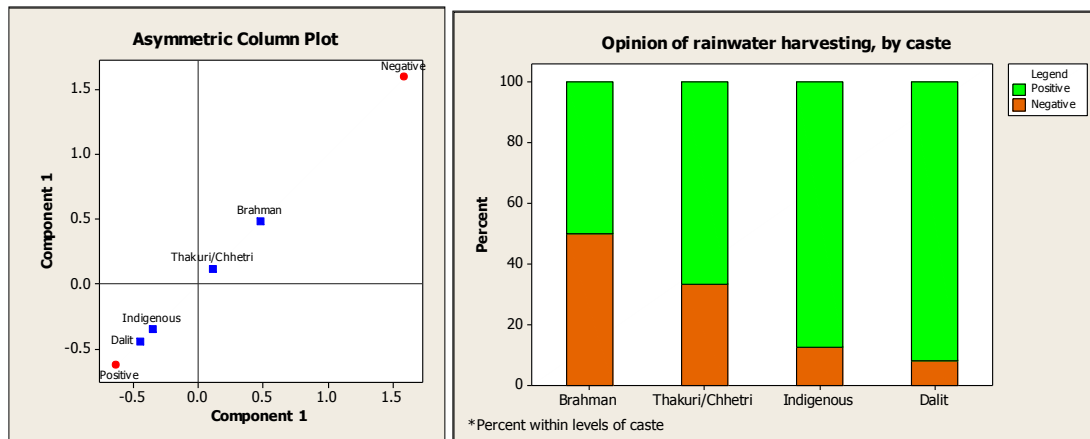 Asymmetric Column Plot
Negative
1.5
1.0
Component 1
Brahman
0.5
Thakuri/Chhetri
0.0
Indigenous
Dalit
-0.5
Positive
-0.5 0.0 0.5 1.0 1.5
Component 1
Opinion of rainwater harvesting, by caste
Legend
Positive
Negative
100
80
60
Percent
40
20
0
Brahman Thakuri/Chhetri Indigenous Dalit
*Percent within levels of caste